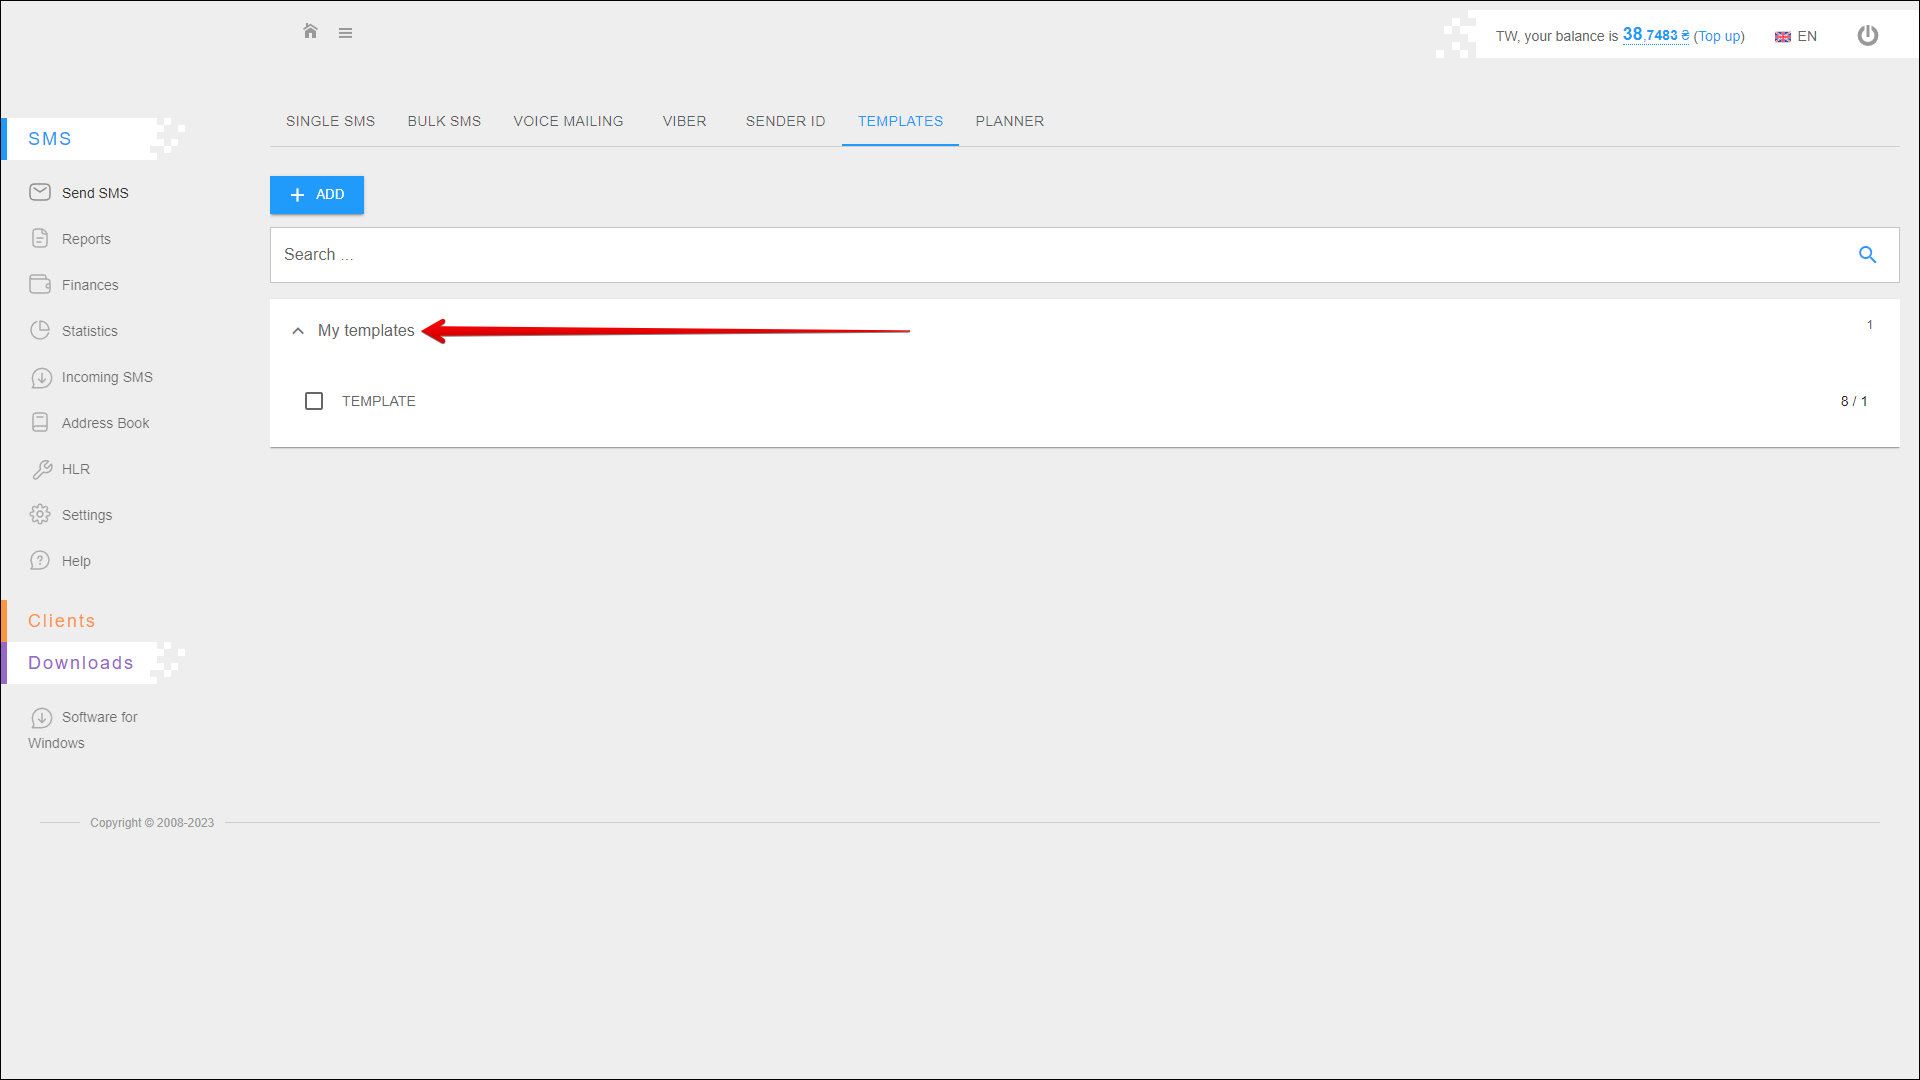 TW, your balance is 38,7483 ₴ (Top up) EN
SINGLE SMS BULK SMS VOICE MAILING VIBER SENDER ID TEMPLATES PLANNER
SMS
Send SMS
Reports
Finances
Statistics
Incoming SMS
Address Book
HLR
Settings
Help
Clients
Downloads
Software for
Windows
ADD
Search ...
My templates 1
TEMPLATE 8 / 1
Copyright © 2008-2023